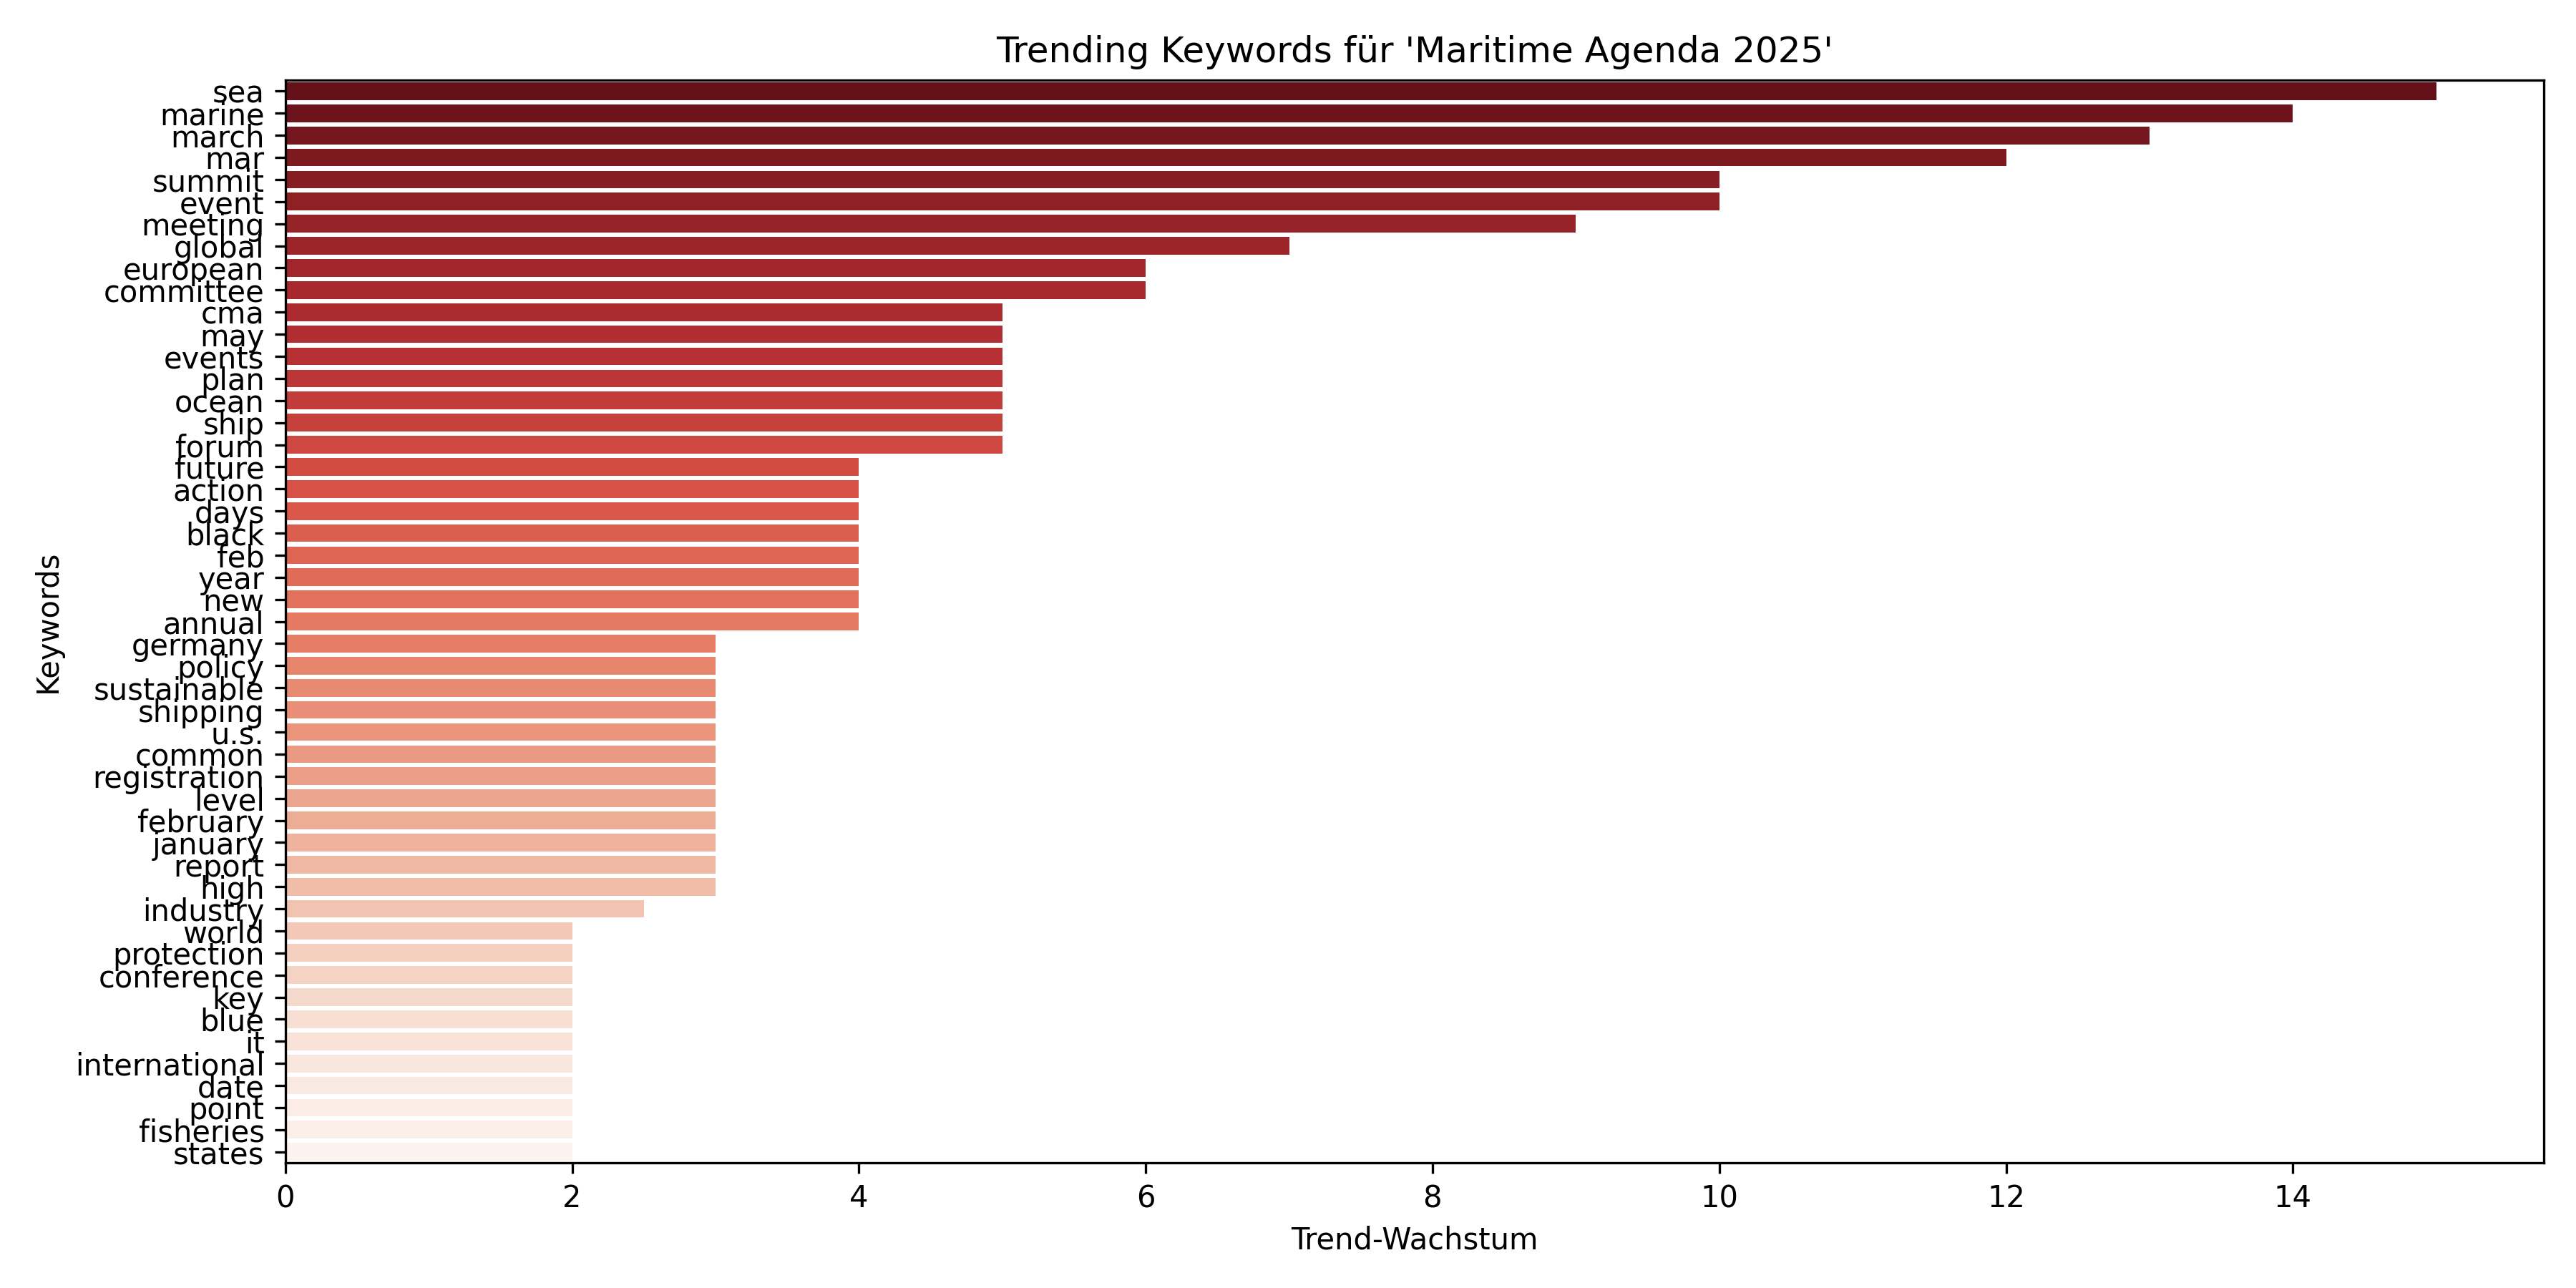 Trending Keywords für 'Maritime Agenda 2025'
sea
marine
march
mar
summit
event
meeting
global
european
committee
cma
may
events
plan
ocean
ship
forum
future
action
days
black
feb
year
new
annual
germany
policy
sustainable
shipping
u.s.
common
registration
level
february
january
report
high
industry
world
protection
conference
key
blue
it
international
date
point
fisheries
states
Keywords
0 2 4 6 8 10 12 14
Trend-Wachstum